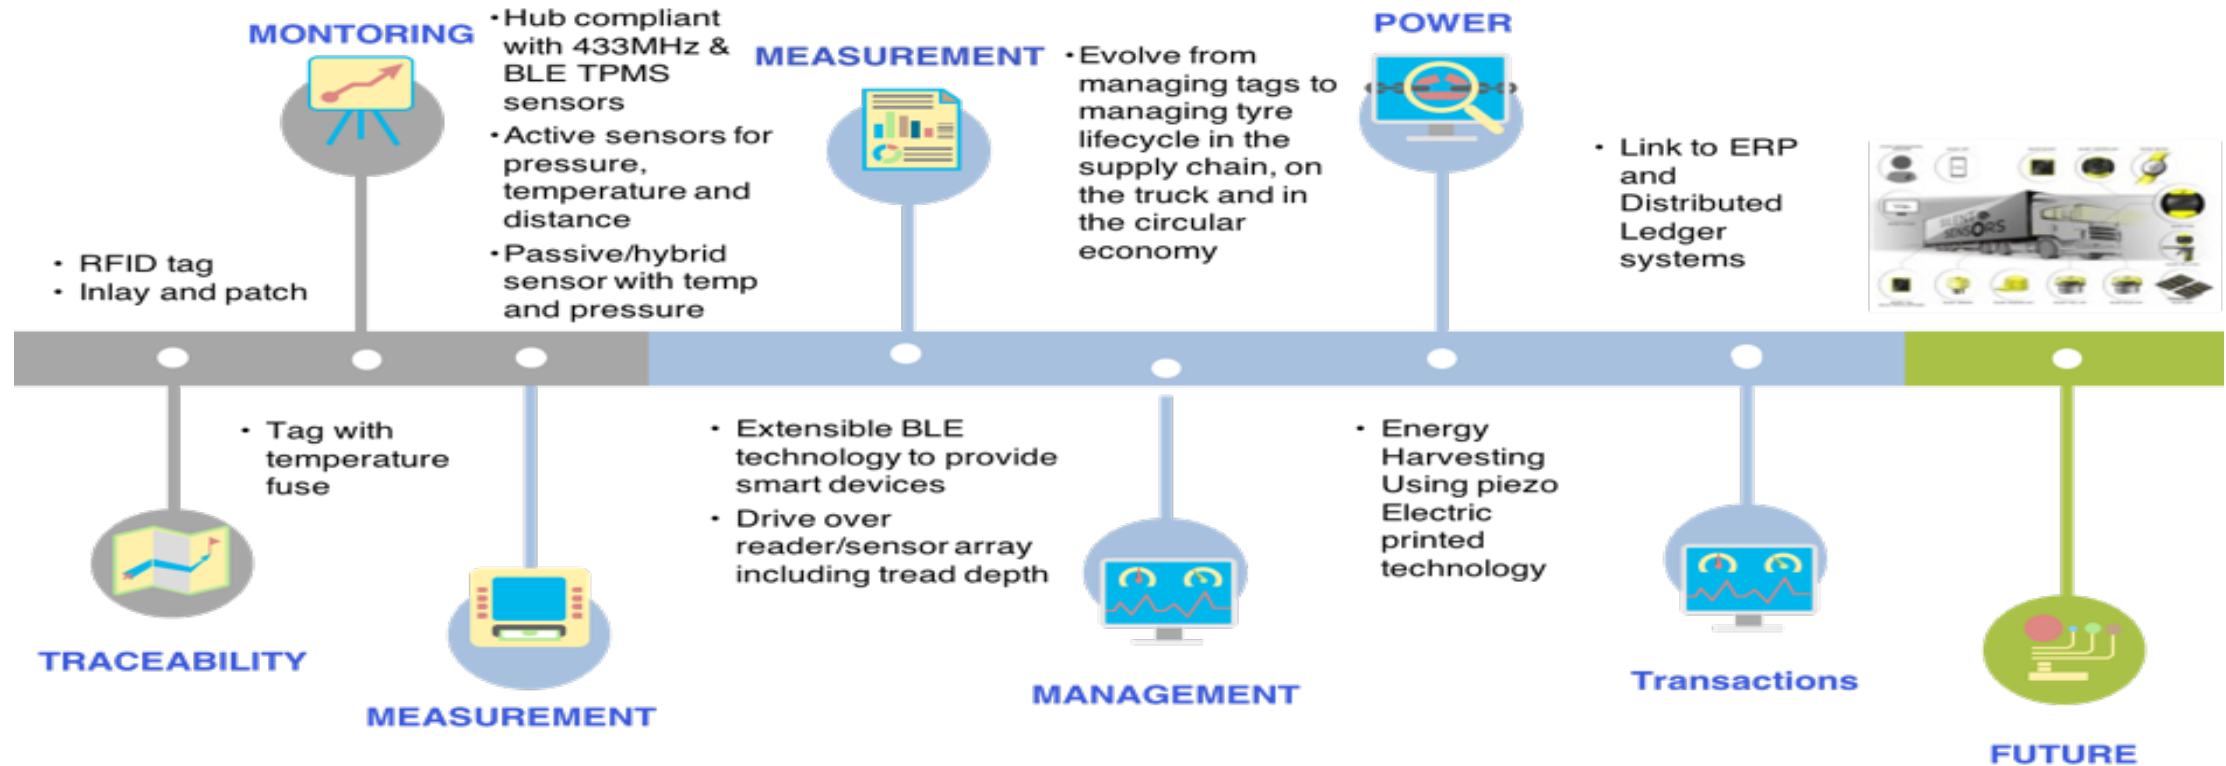 MONTORING
• Hub compliant
with 433MHz &
BLE TPMS
sensors
• Active sensors for
pressure,
temperature and
distance
• Passive/hybrid
sensor with temp
and pressure
MEASUREMENT
• Evolve from
managing tags to
managing tyre
lifecycle in the
supply chain, on
the truck and in
the circular
economy
POWER
• Link to ERP
and
Distributed
Ledger
systems
SILENT
SENSORS
• RFID tag
• Inlay and patch
• Tag with
temperature
fuse
TRACEABILITY
MEASUREMENT
• Extensible BLE
technology to provide
smart devices
• Drive over
reader/sensor array
including tread depth
MANAGEMENT
• Energy
Harvesting
Using piezo
Electric
printed
technology
Transactions
FUTURE